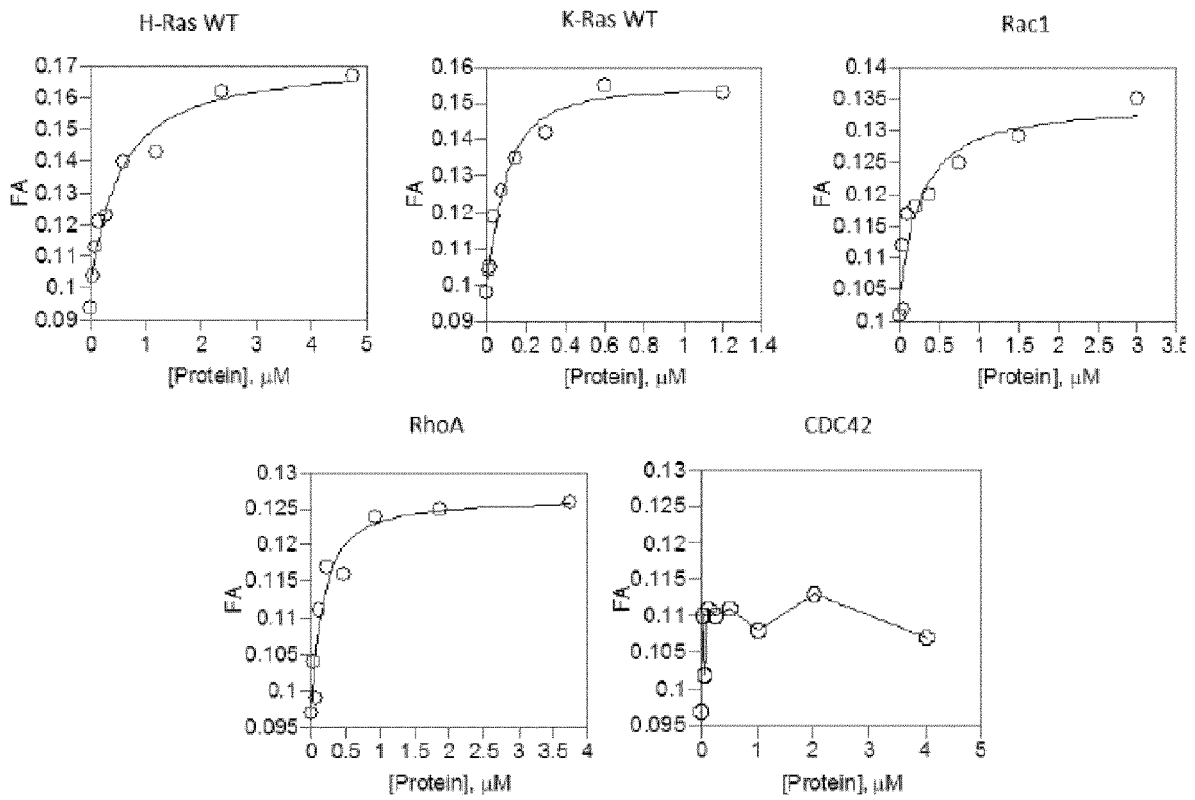 H-Ras WT
K-Ras WT
Rac1
0.17
0.16
0.15
0.14
0.13
0.12
0.11
0.1
0.09
FA
0 1 2 3 4 5
[Protein], μM
0.16
0.15
0.14
0.13
0.12
0.11
0.1
0.09
FA
0 0.2 0.4 0.6 0.8 1 1.2 1.4
[Protein], μM
0.14
0.135
0.13
0.125
0.12
0.115
0.11
0.105
0.1
FA
0 0.5 1 1.5 2 2.5 3 3.5
[Protein], μM
RhoA
CDC42
0.13
0.125
0.12
0.115
0.11
0.105
0.1
0.095
FA
0 0.5 1 1.5 2 2.5 3 3.5 4
[Protein], μM
0.13
0.125
0.12
0.115
0.11
0.105
0.1
0.095
FA
0 1 2 3 4 5
[Protein], μM